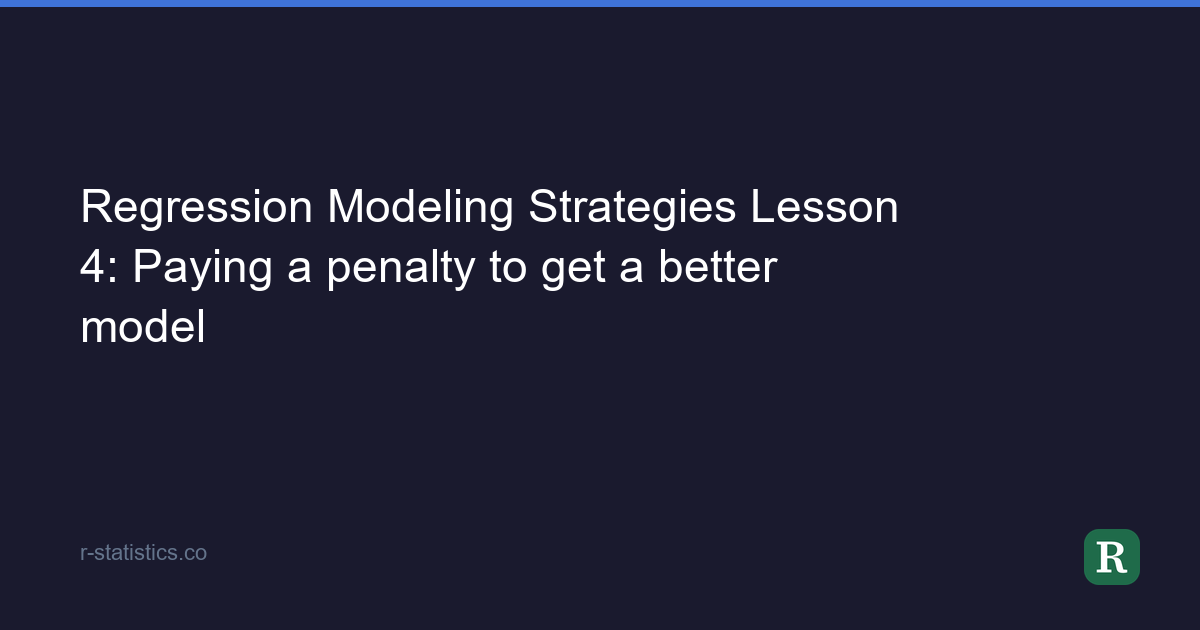 Regression Modeling Strategies Lesson
4: Paying a penalty to get a better
model
r-statistics.co
R